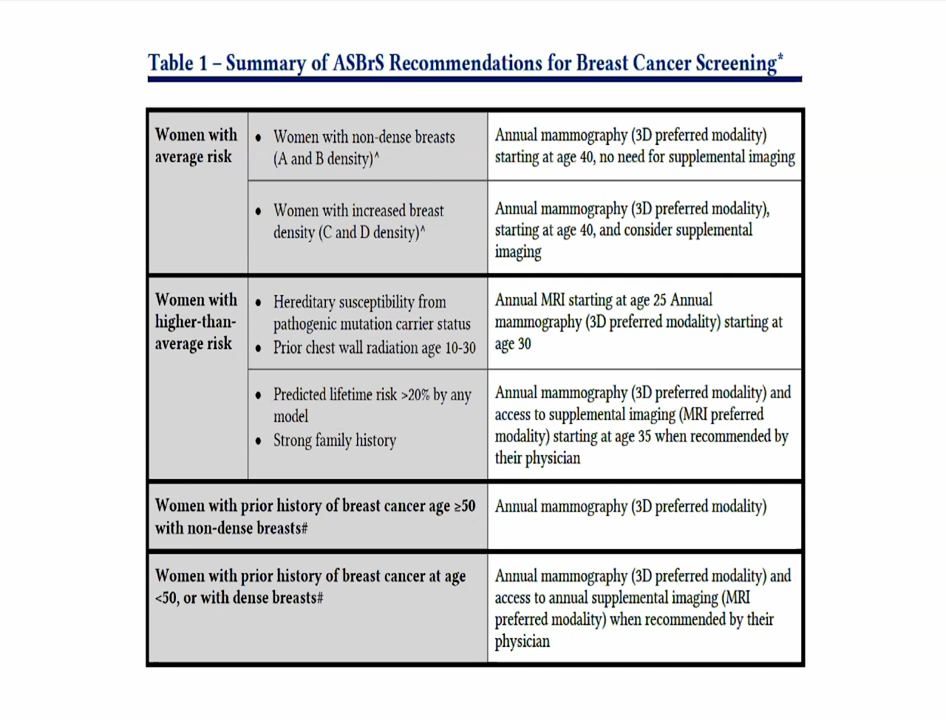 Table 1 – Summary of ASBrS Recommendations for Breast Cancer Screening*
Women with
average risk
• Women with non-dense breasts
(A and B density)^
Annual mammography (3D preferred modality)
starting at age 40, no need for supplemental imaging
• Women with increased breast
density (C and D density)^
Annual mammography (3D preferred modality),
starting at age 40, and consider supplemental
imaging
Women with
higher-than-
average risk
• Hereditary susceptibility from
pathogenic mutation carrier status
• Prior chest wall radiation age 10-30
Annual MRI starting at age 25 Annual
mammography (3D preferred modality) starting at
age 30
• Predicted lifetime risk >20% by any
model
• Strong family history
Annual mammography (3D preferred modality) and
access to supplemental imaging (MRI preferred
modality) starting at age 35 when recommended by
their physician
Women with prior history of breast cancer age ≥50
with non-dense breasts#
Annual mammography (3D preferred modality)
Women with prior history of breast cancer at age
<50, or with dense breasts#
Annual mammography (3D preferred modality) and
access to annual supplemental imaging (MRI
preferred modality) when recommended by their
physician